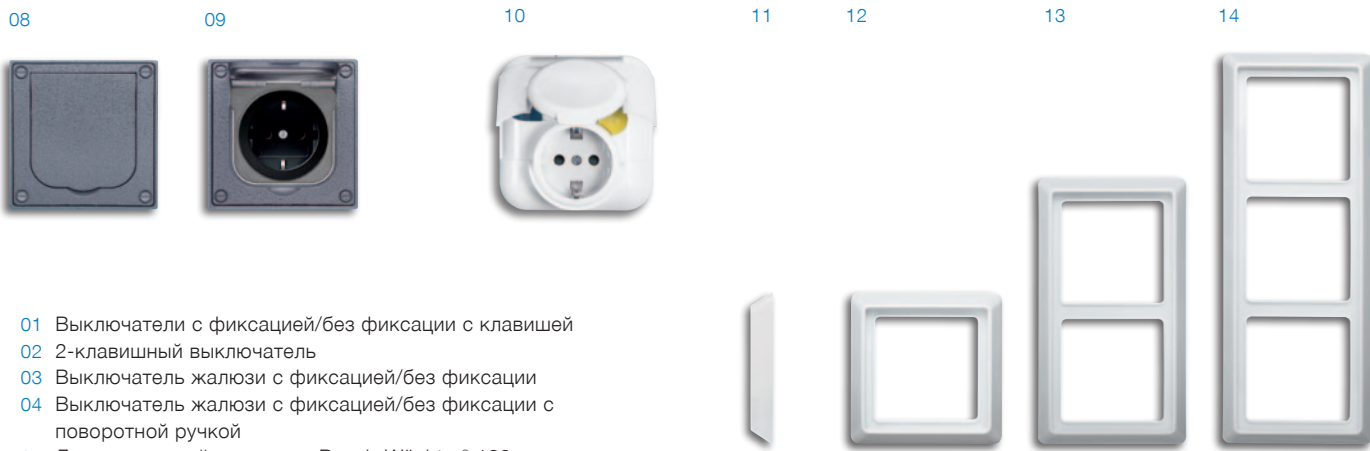 08 09 10 11 12 13 14
01 Выключатели с фиксацией/без фиксации с клавишей
02 2-клавишный выключатель
03 Выключатель жалюзи с фиксацией/без фиксации
04 Выключатель жалюзи с фиксацией/без фиксации с
поворотной ручкой